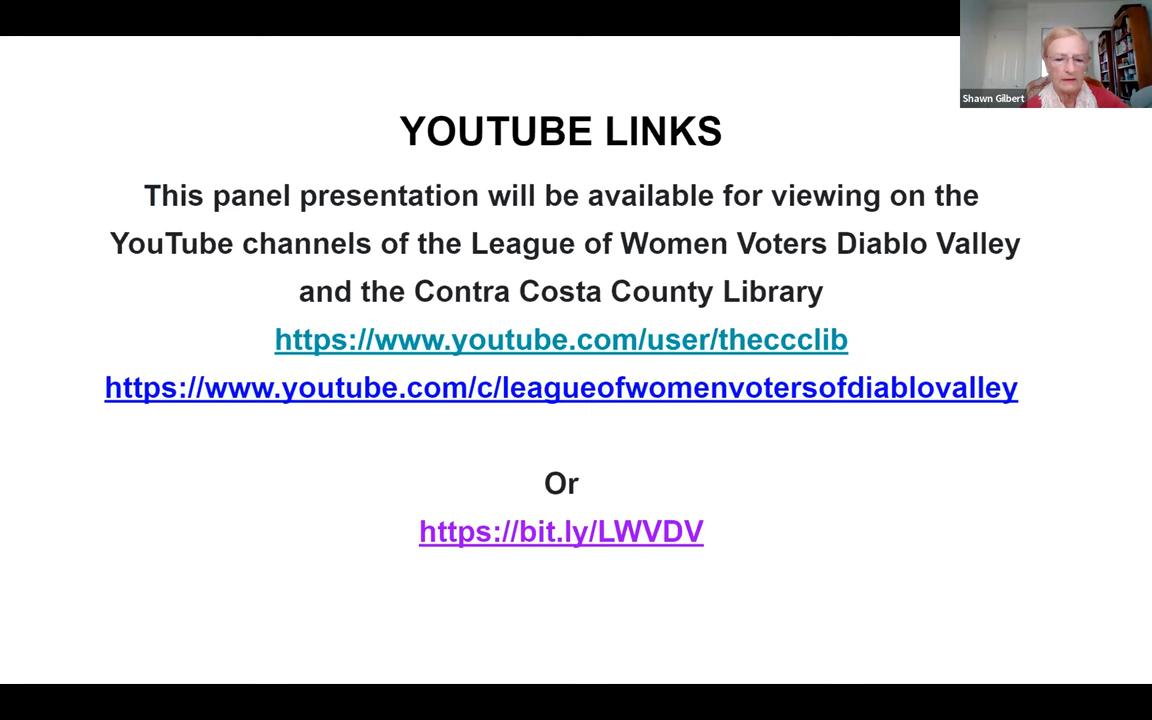 Shawn Gilbert
YOUTUBE LINKS
This panel presentation will be available for viewing on the
YouTube channels of the League of Women Voters Diablo Valley
and the Contra Costa County Library
https://www.youtube.com/user/theccclib
https://www.youtube.com/c/leagueofwomenvotersofdiablovalley
Or
https://bit.ly/LWVDV